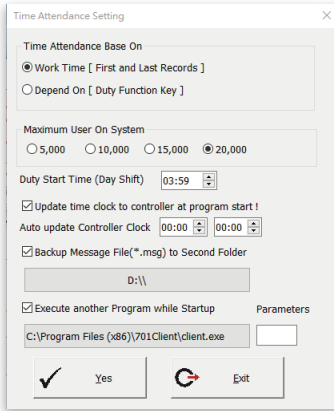 Time Attendance Setting
Time Attendance Base On
Work Time [ First and Last Records ]
Depend On [ Duty Function Key ]
Maximum User On System
5,000 10,000 15,000 20,000
Duty Start Time (Day Shift) 03:59
Update time clock to controller at program start !
Auto update Controller Clock 00:00 00:00
Backup Message File(*.msg) to Second Folder
D:\\
Execute another Program while Startup Parameters
C:\Program Files (x86)\701Client\client.exe
Yes Exit